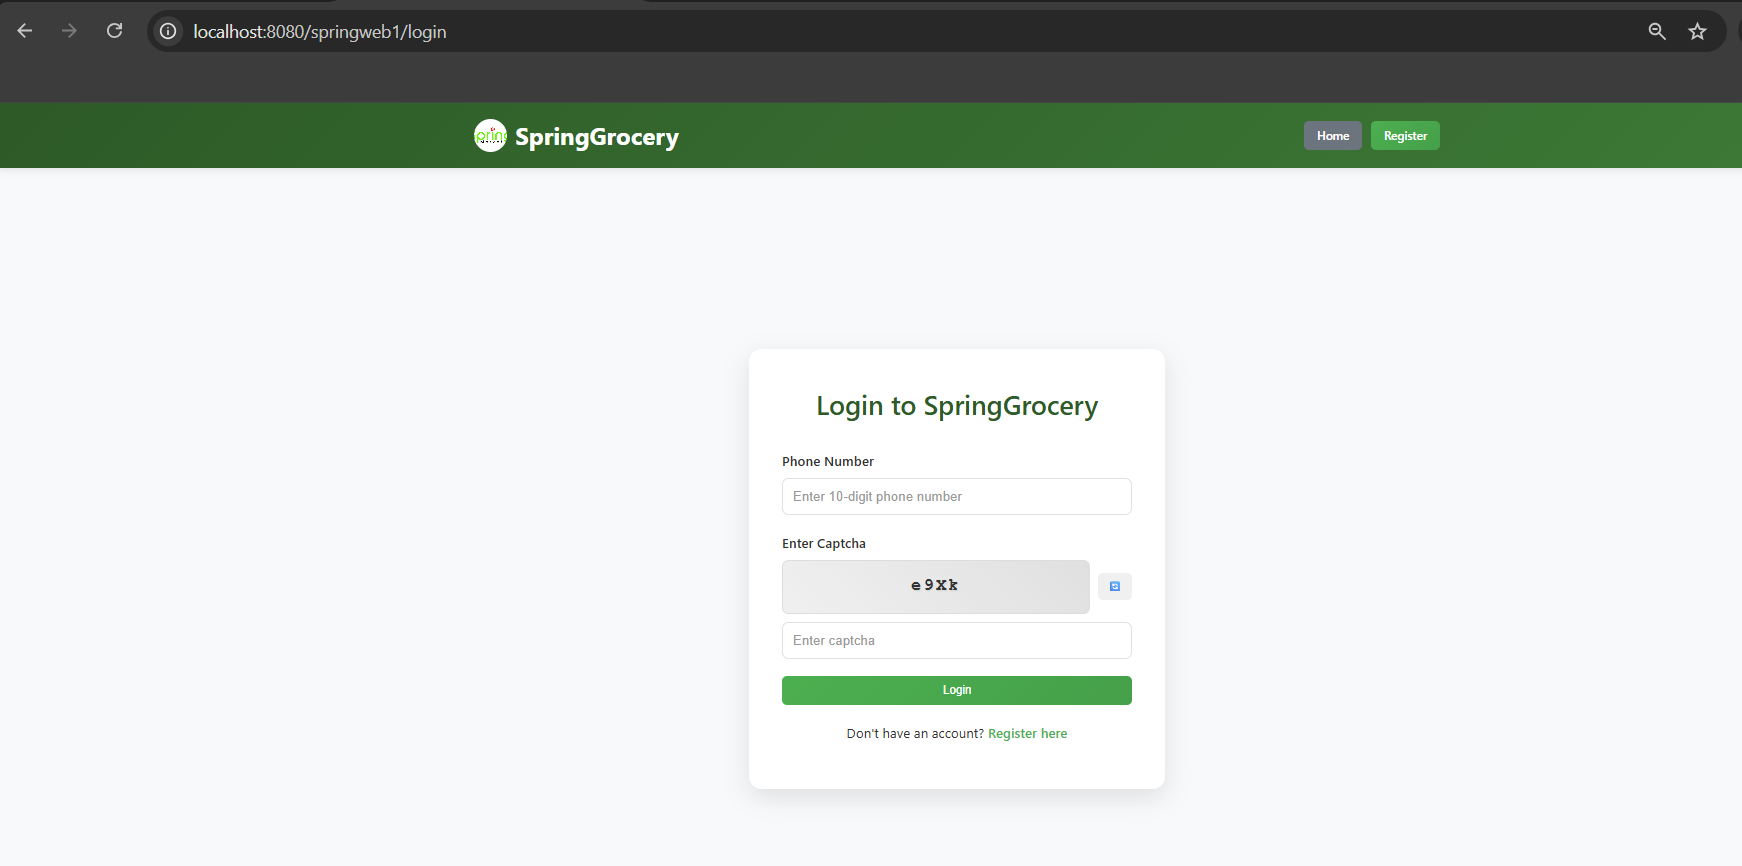 localhost:8080/springweb1/login
SpringGrocery
Home
Register
Login to SpringGrocery
Phone Number
Enter 10-digit phone number
Enter Captcha
e9Xk
Enter captcha
Login
Don't have an account? Register here